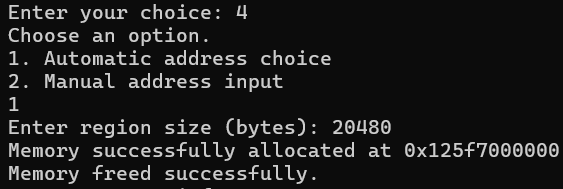 Enter your choice: 4
Choose an option.
1. Automatic address choice
2. Manual address input
1
Enter region size (bytes): 20480
Memory successfully allocated at 0x125f7000000
Memory freed successfully.